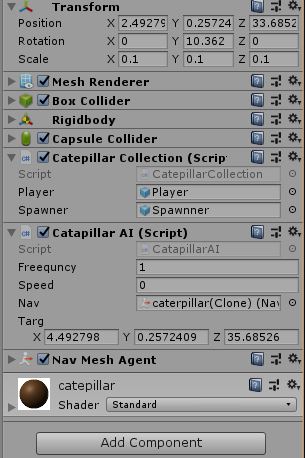 Transform
Position X 2.49279 Y 0.25724 Z 33.6852
Rotation X 0 Y 10.362 Z 0
Scale X 0.1 Y 0.1 Z 0.1
Mesh Renderer
Box Collider
Rigidbody
Capsule Collider
Catepillar Collection (Scrip
Script CatepillarCollection
Player Player
Spawner Spawnner
Catapillar AI (Script)
Script CatapillarAI
Freequncy 1
Speed 0
Nav caterpillar(Clone) (Nav
Targ
X 4.492798 Y 0.2572409 Z 35.68526
Nav Mesh Agent
catepillar
Shader Standard
Add Component